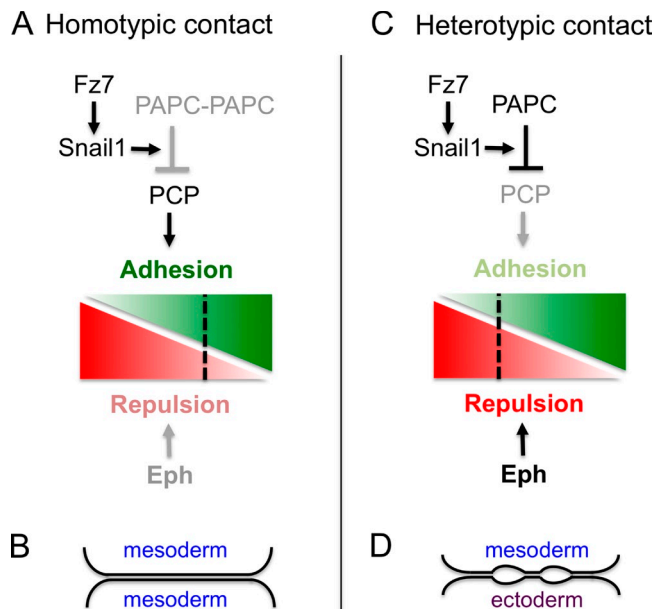 A Homotypic contact
Fz7
PAPC-PAPC
Snail1
PCP
Adhesion
Repulsion
Eph
B
mesoderm
mesoderm
C Heterotypic contact
Fz7
PAPC
Snail1
PCP
Adhesion
Repulsion
Eph
D
mesoderm
ectoderm